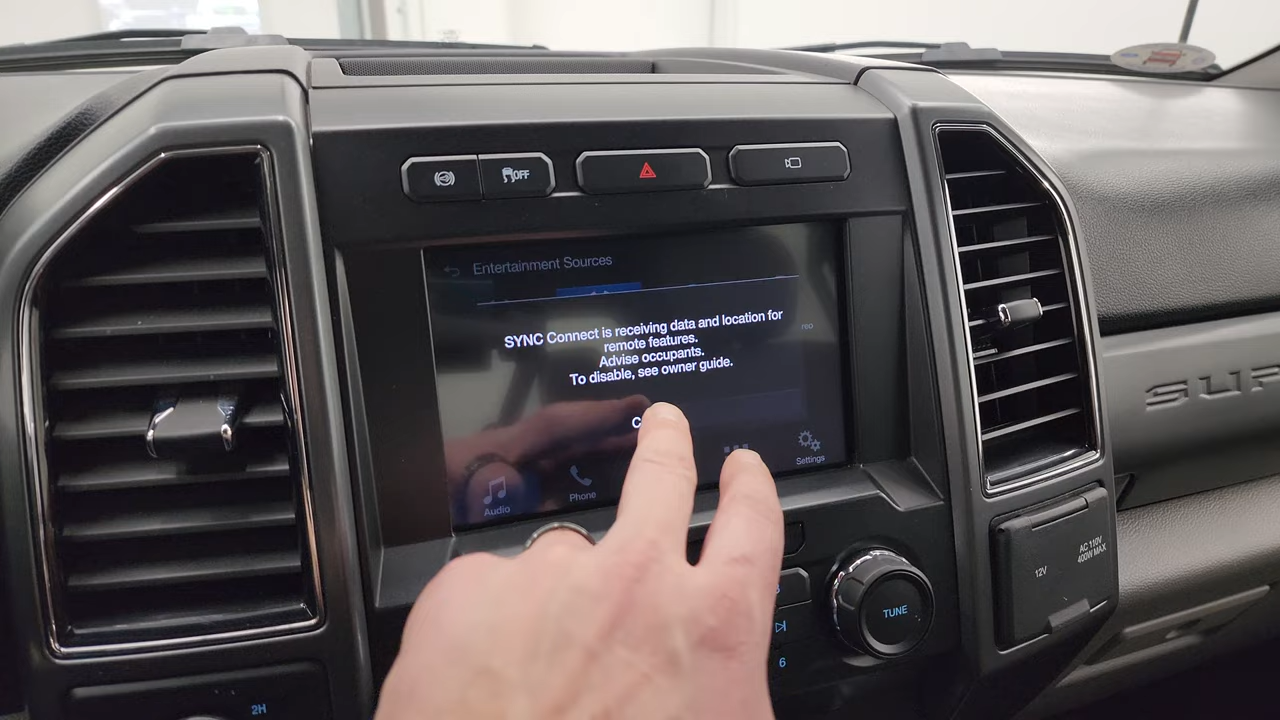 OFF
Entertainment Sources
SYNC Connect is receiving data and location for
remote features.
Advise occupants.
To disable, see owner guide.
Audio
Phone
Settings
TUNE
6
12V
AC 110V
400W MAX
2H